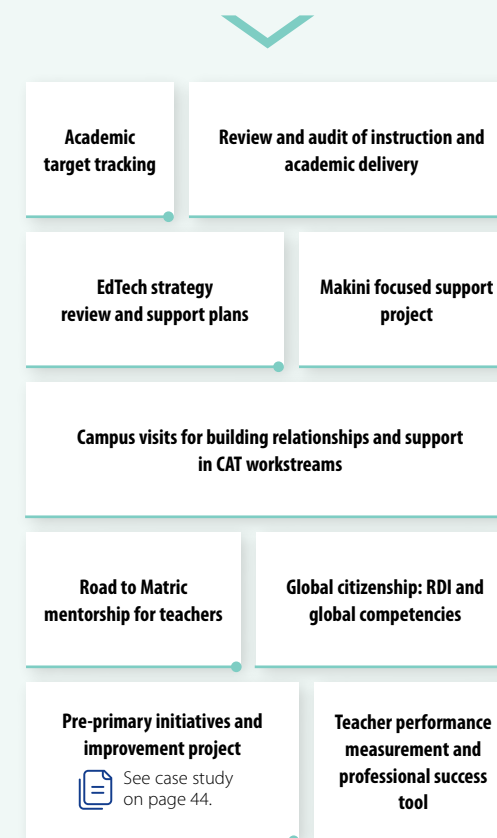 Academic
target tracking
Review and audit of instruction and
academic delivery
EdTech strategy
review and support plans
Makini focused support
project
Campus visits for building relationships and support
in CAT workstreams
Road to Matric
mentorship for teachers
Global citizenship: RDI and
global competencies
Pre-primary initiatives and
improvement project
See case study
on page 44.
Teacher performance
measurement and
professional success
tool